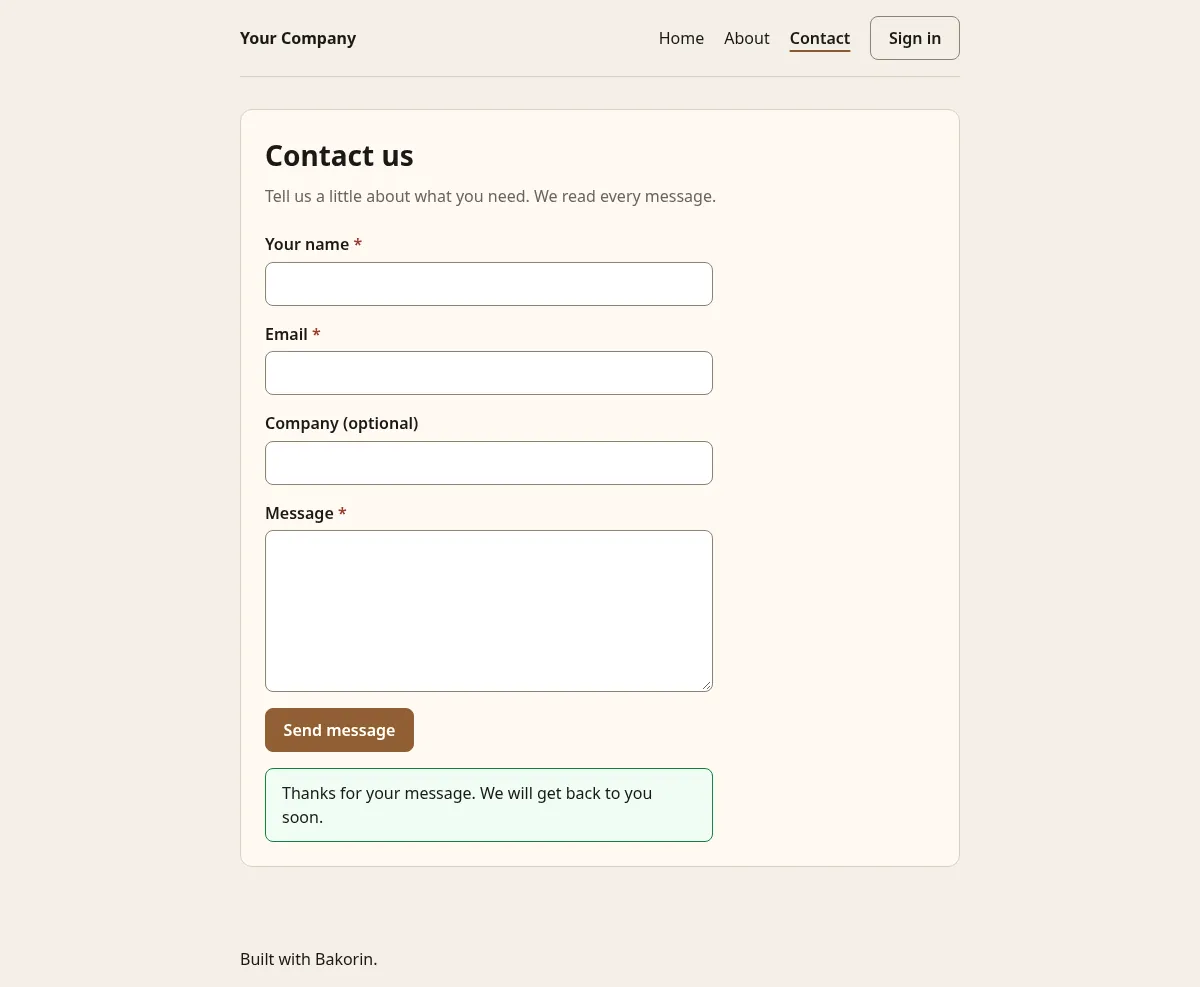 Your Company
Home About Contact Sign in
Contact us
Tell us a little about what you need. We read every message.
Your name *
Email *
Company (optional)
Message *
Send message
Thanks for your message. We will get back to you
soon.
Built with Bakorin.